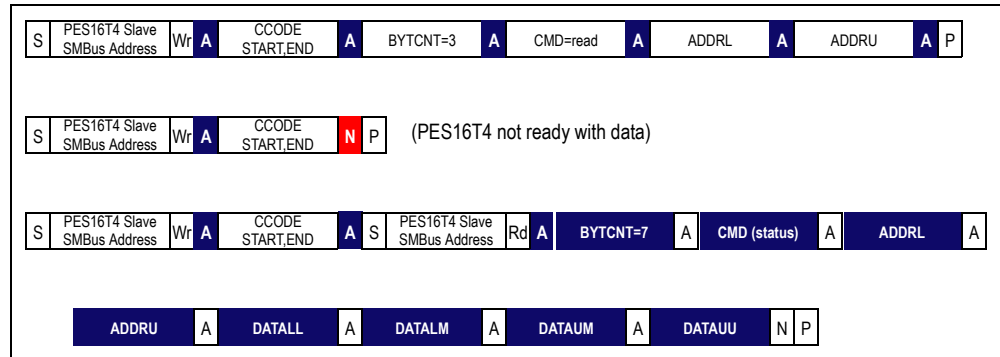 S PES16T4 Slave SMBus Address Wr A CCODE START,END A BYTCNT=3 A CMD=read A ADDRL A ADDRU A P
S PES16T4 Slave SMBus Address Wr A CCODE START,END N P (PES16T4 not ready with data)
S PES16T4 Slave SMBus Address Wr A CCODE START,END A S PES16T4 Slave SMBus Address Rd A BYTCNT=7 A CMD (status) A ADDRL A
ADDRU A DATALL A DATALM A DATAUM A DATAUU N P